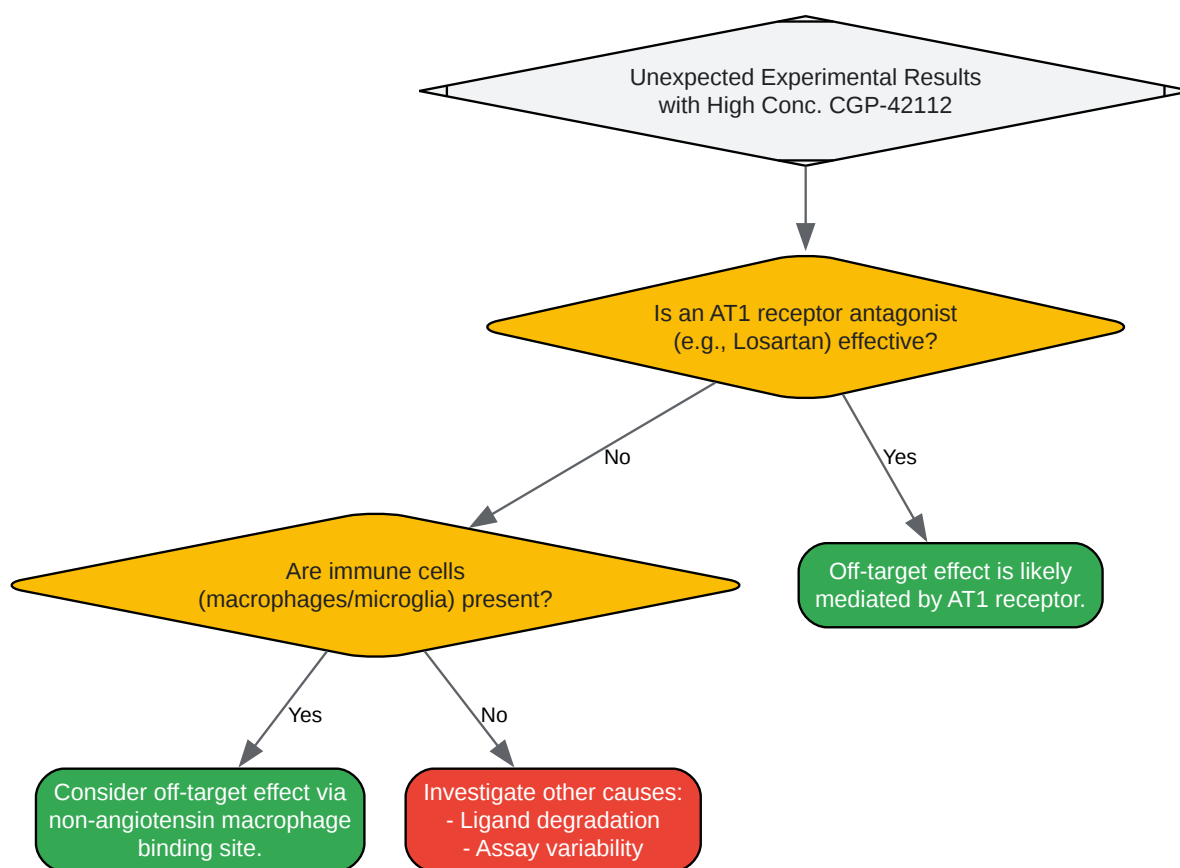 Unexpected Experimental Results
with High Conc. CGP-42112
Is an AT1 receptor antagonist
(e.g., Losartan) effective?
No
Yes
Are immune cells
(macrophages/microglia) present?
Off-target effect is likely
mediated by AT1 receptor.
Yes
No
Consider off-target effect via
non-angiotensin macrophage
binding site.
Investigate other causes:
- Ligand degradation
- Assay variability